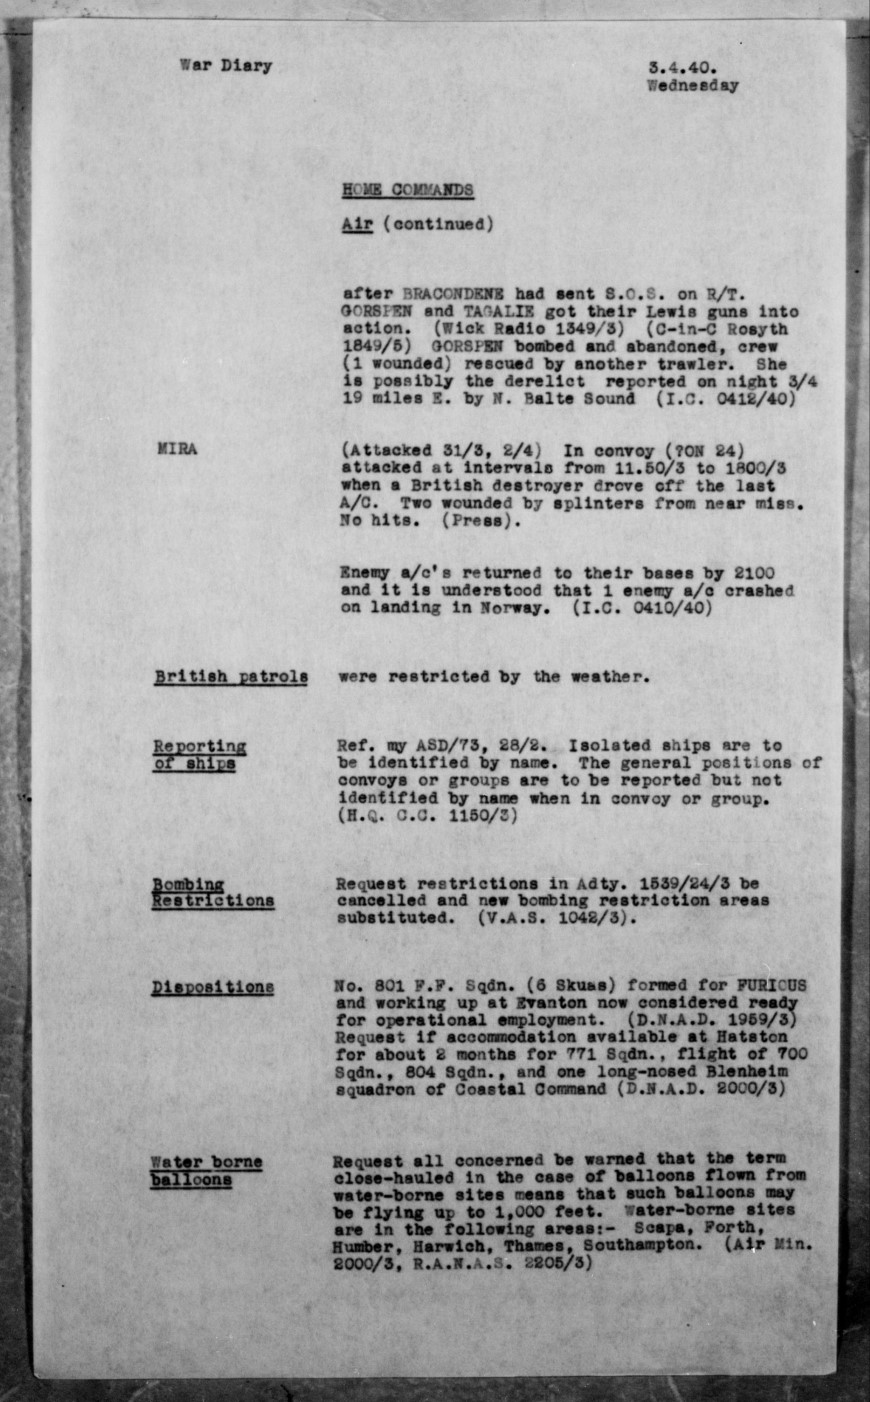 War Diary
3.4.40.
Wednesday
HOME COMMANDS
Air (continued)
after BRACONDENE had sent S.O.S. on R/T.
GORSPEN and TAGALIE got their Lewis guns into
action. (Wick Radio 1349/3) (C-in-C Rosyth
1849/5) GORSPEN bombed and abandoned, crew
(1 wounded) rescued by another trawler. She
is possibly the derelict reported on night 3/4
19 miles E. by N. Balte Sound (I.C. 0412/40)
MIRA
(Attacked 31/3, 2/4) In convoy (?ON 24)
attacked at intervals from 11.50/3 to 1800/3
when a British destroyer drove off the last
A/C. Two wounded by splinters from near miss.
No hits. (Press).
Enemy a/c's returned to their bases by 2100
and it is understood that 1 enemy a/c crashed
on landing in Norway. (I.C. 0410/40)
British patrols were restricted by the weather.
Reporting
of ships
Ref. my ASD/73, 28/2. Isolated ships are to
be identified by name. The general positions of
convoys or groups are to be reported but not
identified by name when in convoy or group.
(H.Q. C.C. 1150/3)
Bombing
Restrictions
Request restrictions in Adty. 1539/24/3 be
cancelled and new bombing restriction areas
substituted. (V.A.S. 1042/3).
Dispositions
No. 801 F.F. Sqdn. (6 Skuas) formed for FURIOUS
and working up at Evanton now considered ready
for operational employment. (D.N.A.D. 1959/3)
Request if accommodation available at Hatston
for about 2 months for 771 Sqdn., flight of 700
Sqdn., 804 Sqdn., and one long-nosed Blenheim
squadron of Coastal Command (D.N.A.D. 2000/3)
Water borne
balloons
Request all concerned be warned that the term
close-hauled in the case of balloons flown from
water-borne sites means that such balloons may
be flying up to 1,000 feet. Water-borne sites
are in the following areas:- Scapa, Forth,
Humber, Harwich, Thames, Southampton. (Air Min.
2000/3, R.A.N.A.S. 2205/3)